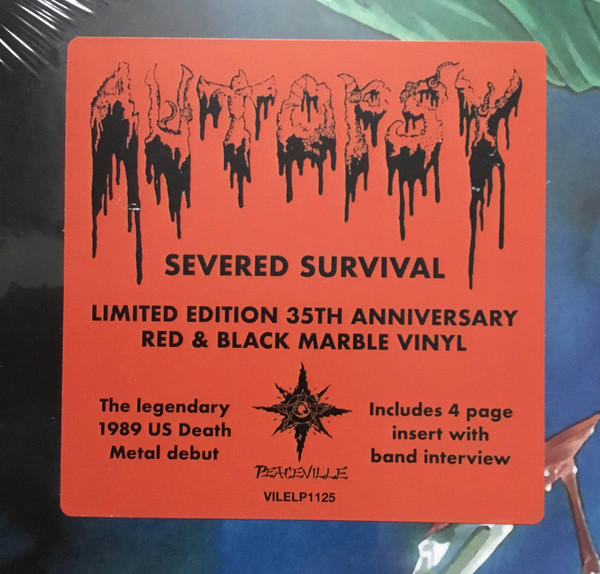 AUTOPSY
SEVERED SURVIVAL
LIMITED EDITION 35TH ANNIVERSARY
RED & BLACK MARBLE VINYL
The legendary
1989 US Death
Metal debut
PEACEVILLE
VILELP1125
Includes 4 page
insert with
band interview